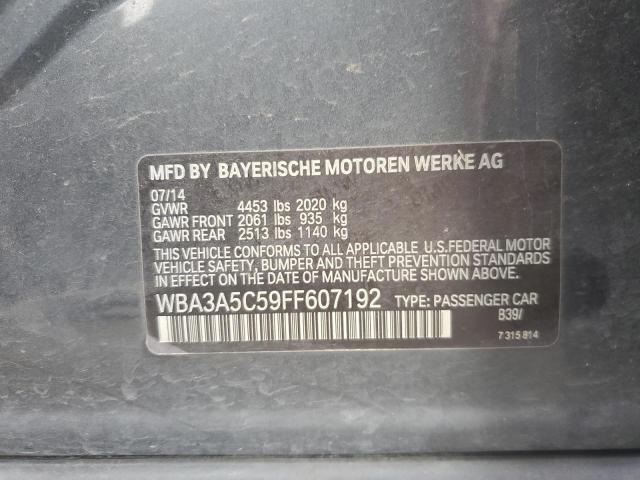 MFD BY BAYERISCHE MOTOREN WERKE AG
07/14
GVWR 4453 lbs 2020 kg
GAWR FRONT 2061 lbs 935 kg
GAWR REAR 2513 lbs 1140 kg
THIS VEHICLE CONFORMS TO ALL APPLICABLE U.S.FEDERAL MOTOR
VEHICLE SAFETY, BUMPER AND THEFT PREVENTION STANDARDS
IN EFFECT ON THE DATE OF MANUFACTURE SHOWN ABOVE.
WBA3A5C59FF607192 TYPE: PASSENGER CAR
B39/
7 315 814